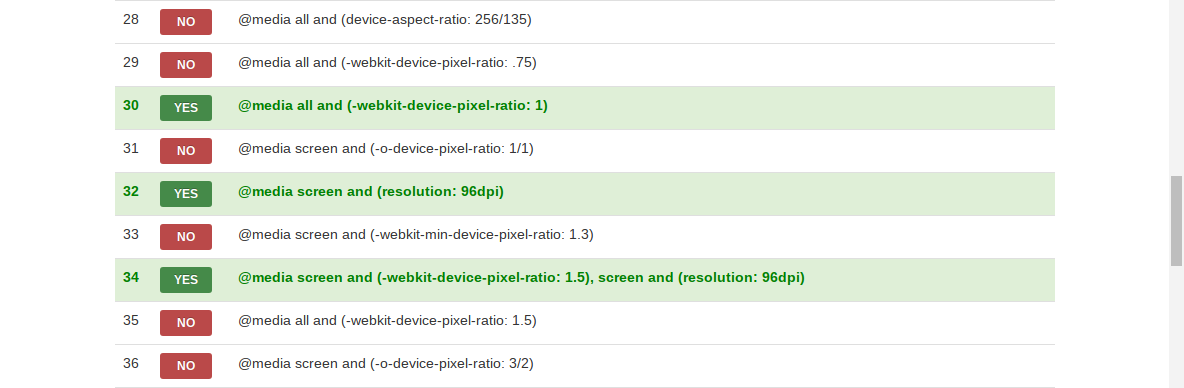 28 NO @media all and (device-aspect-ratio: 256/135)
29 NO @media all and (-webkit-device-pixel-ratio: .75)
30 YES @media all and (-webkit-device-pixel-ratio: 1)
31 NO @media screen and (-o-device-pixel-ratio: 1/1)
32 YES @media screen and (resolution: 96dpi)
33 NO @media screen and (-webkit-min-device-pixel-ratio: 1.3)
34 YES @media screen and (-webkit-device-pixel-ratio: 1.5), screen and (resolution: 96dpi)
35 NO @media all and (-webkit-device-pixel-ratio: 1.5)
36 NO @media screen and (-o-device-pixel-ratio: 3/2)